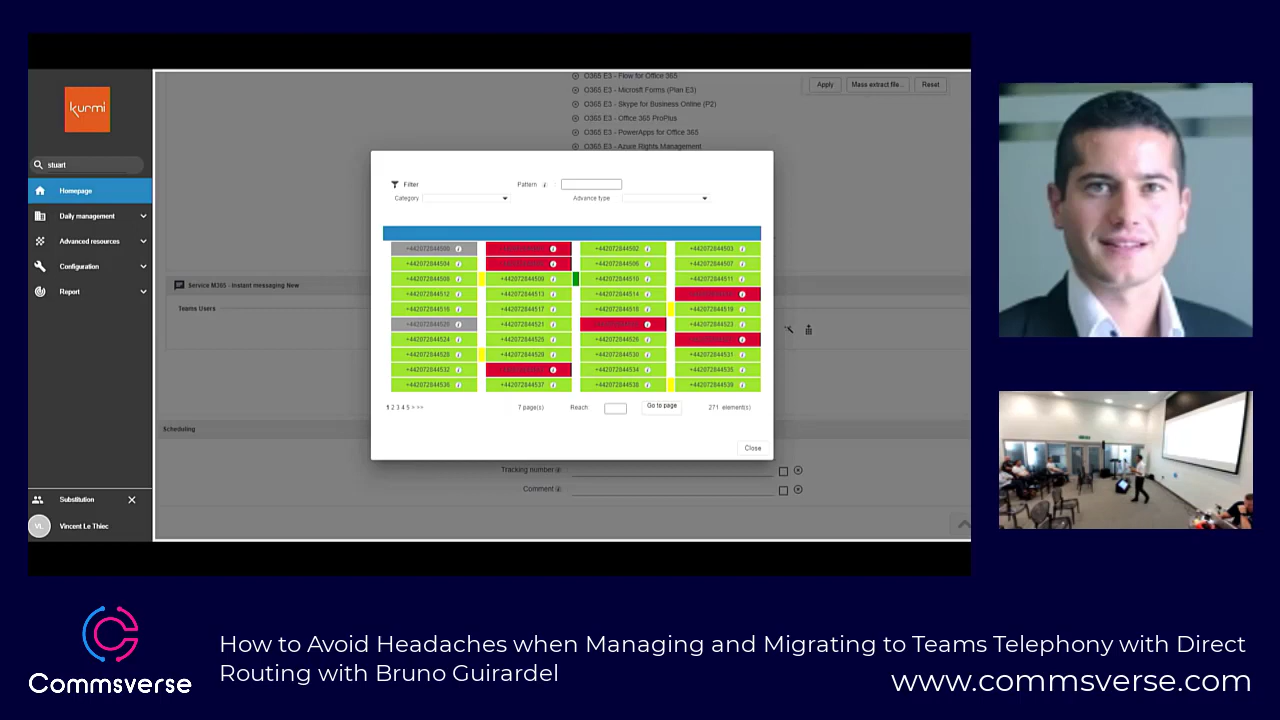 kurmi
stuart
Homepage
Daily management
Advanced resources
Configuration
Report
Substitution
VL Vincent Le Thiec
O365 E3 - Flow for Office 365
O365 E3 - Microsft Forms (Plan E3)
O365 E3 - Skype for Business Online (P2)
O365 E3 - Office 365 ProPlus
O365 E3 - PowerApps for Office 365
O365 E3 - Azure Rights Management
Apply Mass extract file... Reset
Service M365 - Instant messaging New
Teams Users
Filter Pattern :
Category Advance type
+442072844500 +442072844502 +442072844503
+442072844504 +442072844506 +442072844507
+442072844508 +442072844509 +442072844510 +442072844511
+442072844512 +442072844513 +442072844514
+442072844516 +442072844517 +442072844518 +442072844519
+442072844520 +442072844521 +442072844523
+442072844524 +442072844525 +442072844526
+442072844528 +442072844529 +442072844530 +442072844531
+442072844532 +442072844534 +442072844535
+442072844536 +442072844537 +442072844538 +442072844539
1 2 3 4 5 > >> 7 page(s) Reach: Go to page 271 element(s)
Close
Scheduling
Tracking number
Comment
Commsverse
How to Avoid Headaches when Managing and Migrating to Teams Telephony with Direct
Routing with Bruno Guirardel
www.commsverse.com